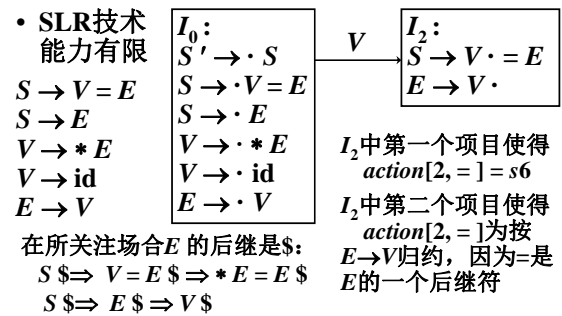 • SLR技术
能力有限
S → V = E
S → E
V → * E
V → id
E → V
I0 :
S ′ → · S
S → · V = E
S → · E
V → · * E
V → · id
E → · V
V
I2 :
S → V · = E
E → V ·
I2中第一个项目使得
action[2, = ] = s6
I2中第二个项目使得
action[2, = ]为按
E→V归约，因为=是
E的一个后继符
在所关注场合E 的后继是$:
S $⇒ V = E $ ⇒ * E = E $
S $⇒ E $ ⇒ V $